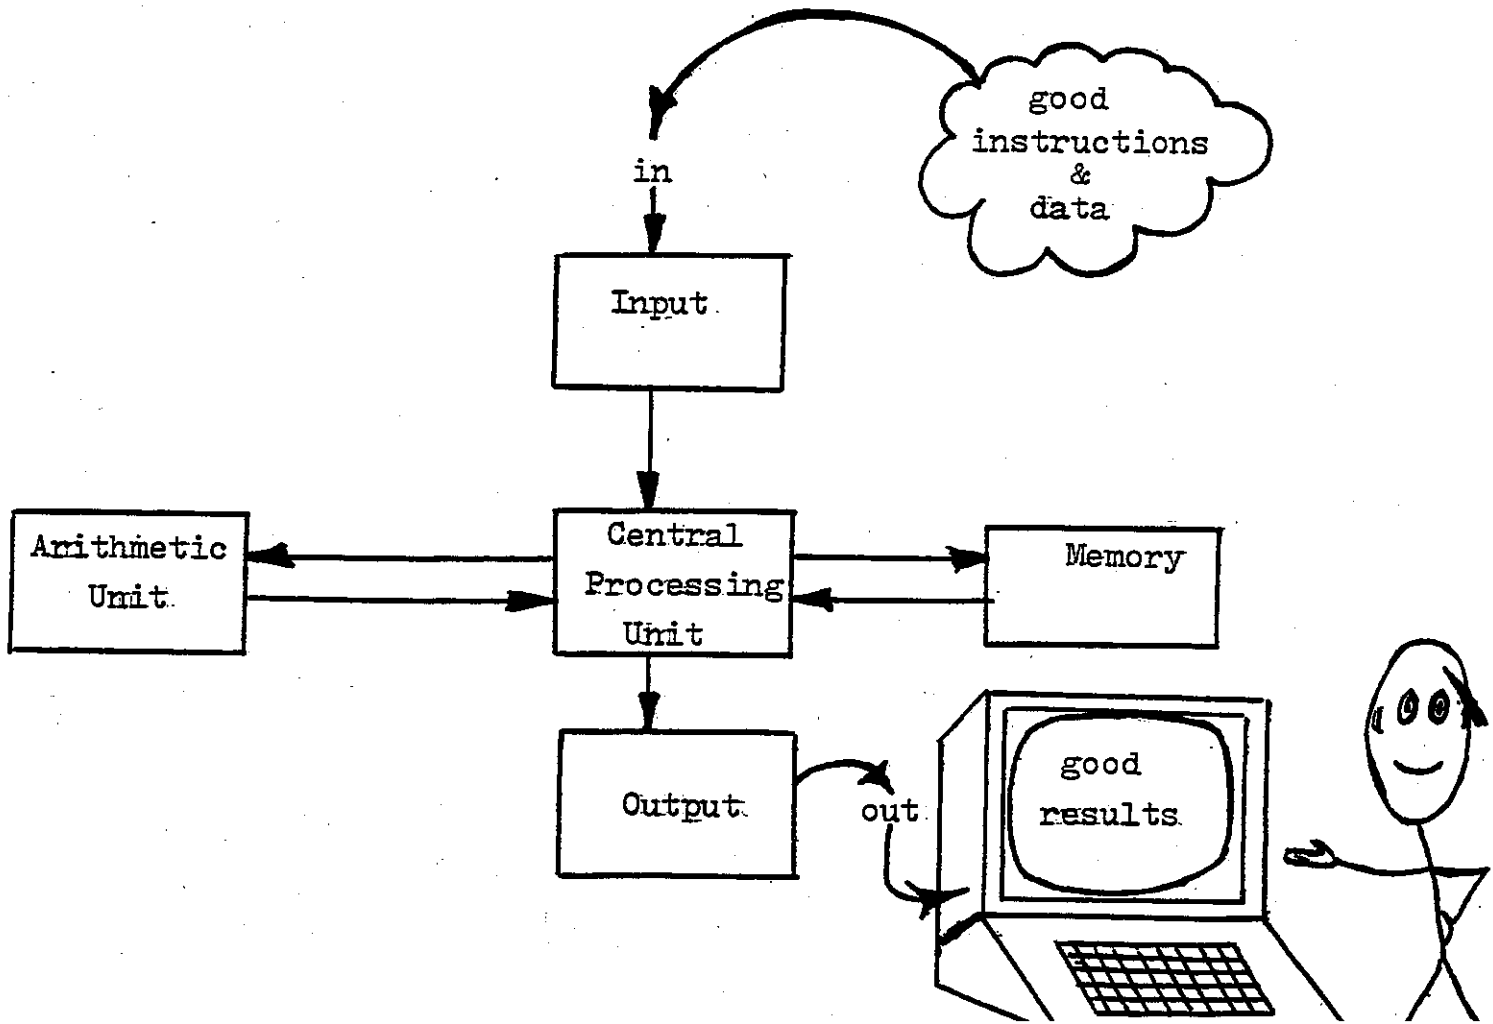 good
instructions
&
data
in
Input
Arithmetic
Unit
Central
Processing
Unit
Memory
Output
out
good
results